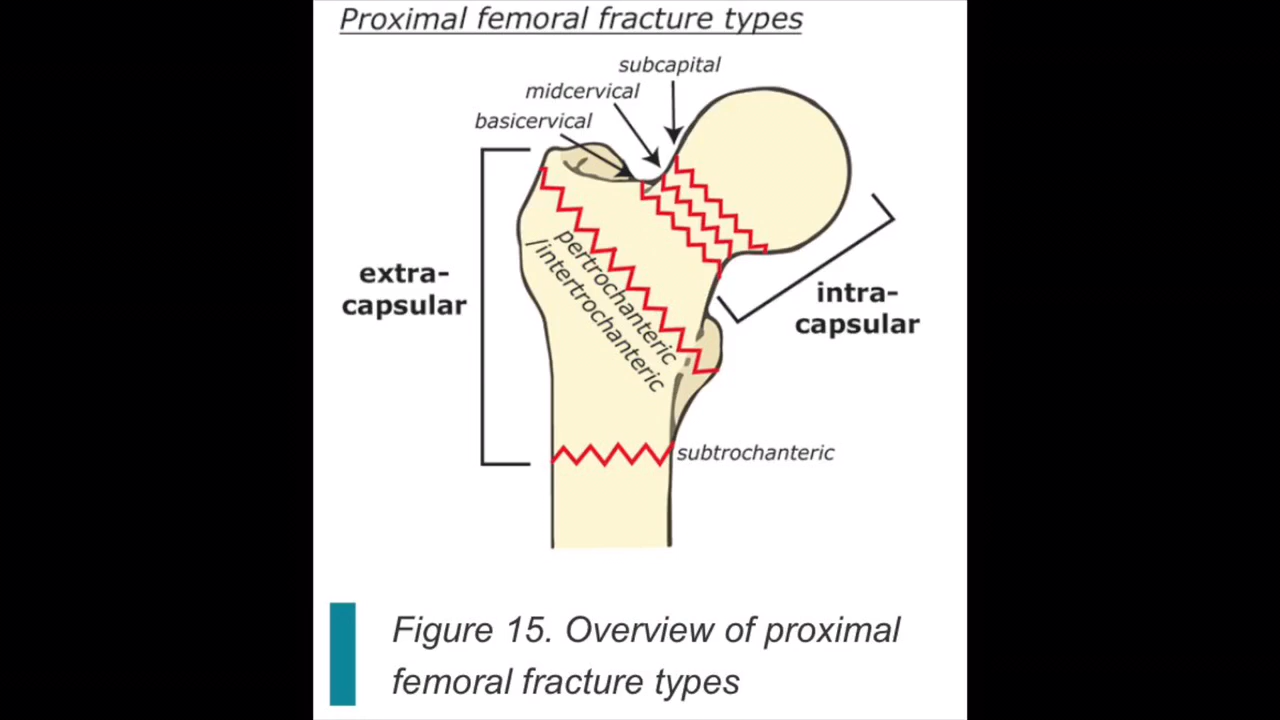 Proximal femoral fracture types
subcapital
midcervical
basicervical
extra-
capsular
pertrochanteric
/intertrochanteric
intra-
capsular
subtrochanteric
Figure 15. Overview of proximal
femoral fracture types